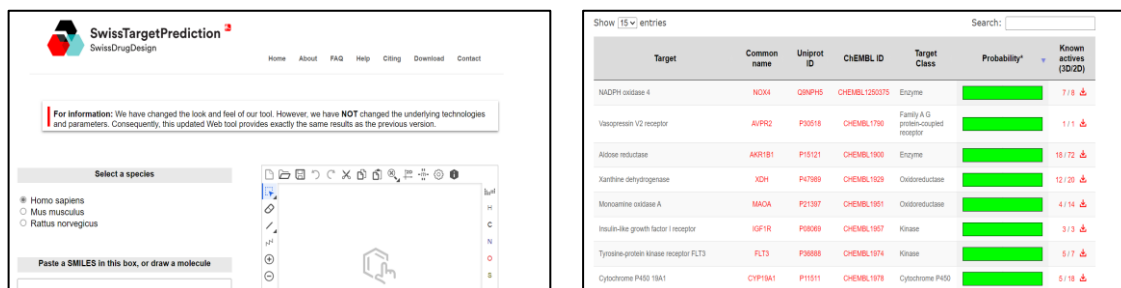 SwissTargetPrediction
SwissDrugDesign
Home About FAQ Help Citing Download Contact
For information: We have changed the look and feel of our tool. However, we have NOT changed the underlying technologies
and parameters. Consequently, this updated Web tool provides exactly the same results as the previous version.
Select a species
Homo sapiens
Mus musculus
Rattus norvegicus
Paste a SMILES in this box, or draw a molecule
H
C
N
O
S
Show 15 entries Search:
Target Common name Uniprot ID ChEMBL ID Target Class Probability* Known actives (3D/2D)
NADPH oxidase 4 NOX4 Q9NPH5 CHEMBL1250375 Enzyme 7 / 8
Vasopressin V2 receptor AVPR2 P30518 CHEMBL1790 Family A G protein-coupled receptor 1 / 1
Aldose reductase AKR1B1 P15121 CHEMBL1900 Enzyme 18 / 72
Xanthine dehydrogenase XDH P47989 CHEMBL1929 Oxidoreductase 12 / 20
Monoamine oxidase A MAOA P21397 CHEMBL1951 Oxidoreductase 4 / 14
Insulin-like growth factor I receptor IGF1R P08069 CHEMBL1957 Kinase 3 / 3
Tyrosine-protein kinase receptor FLT3 FLT3 P36888 CHEMBL1974 Kinase 5 / 7
Cytochrome P450 19A1 CYP19A1 P11511 CHEMBL1978 Cytochrome P450 5 / 18